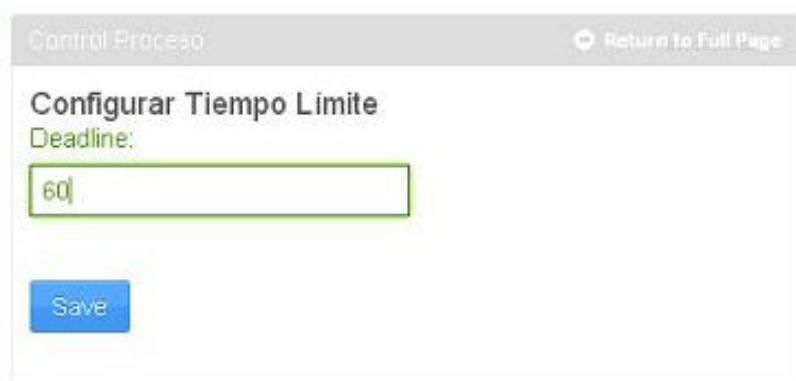 Control Proceso
Return to Full Page
Configurar Tiempo Límite
Deadline:
60
Save